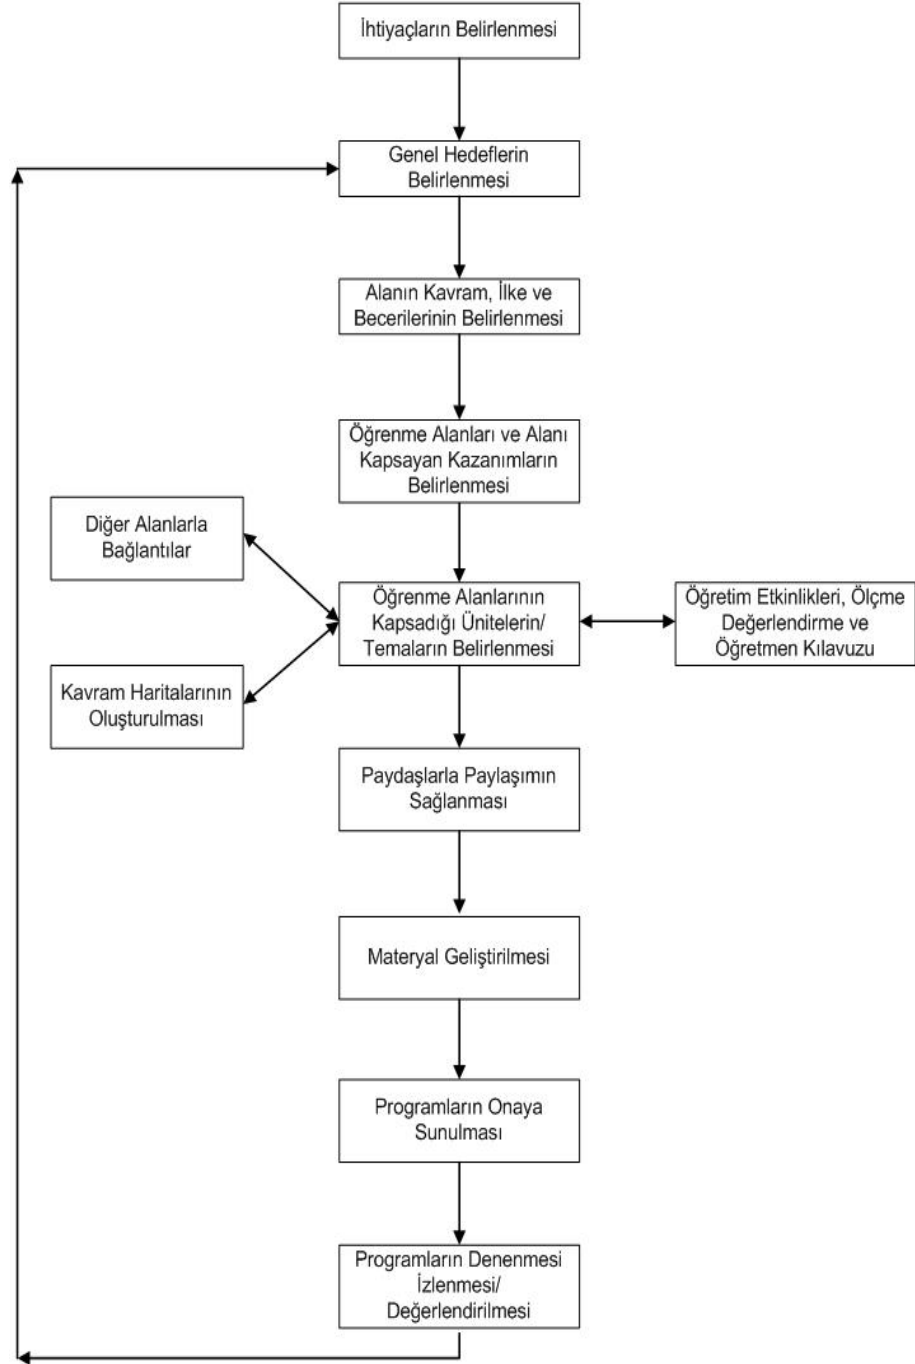 İhtiyaçların Belirlenmesi
Genel Hedeflerin
Belirlenmesi
Alanın Kavram, İlke ve
Becerilerinin Belirlenmesi
Öğrenme Alanları ve Alanı
Kapsayan Kazanımların
Belirlenmesi
Diğer Alanlarla
Bağlantılar
Öğrenme Alanlarının
Kapsadığı Ünitelerin/
Temaların Belirlenmesi
Öğretim Etkinlikleri, Ölçme
Değerlendirme ve
Öğretmen Kılavuzu
Kavram Haritalarının
Oluşturulması
Paydaşlarla Paylaşımın
Sağlanması
Materyal Geliştirilmesi
Programların Onaya
Sunulması
Programların Denenmesi
İzlenmesi/
Değerlendirilmesi